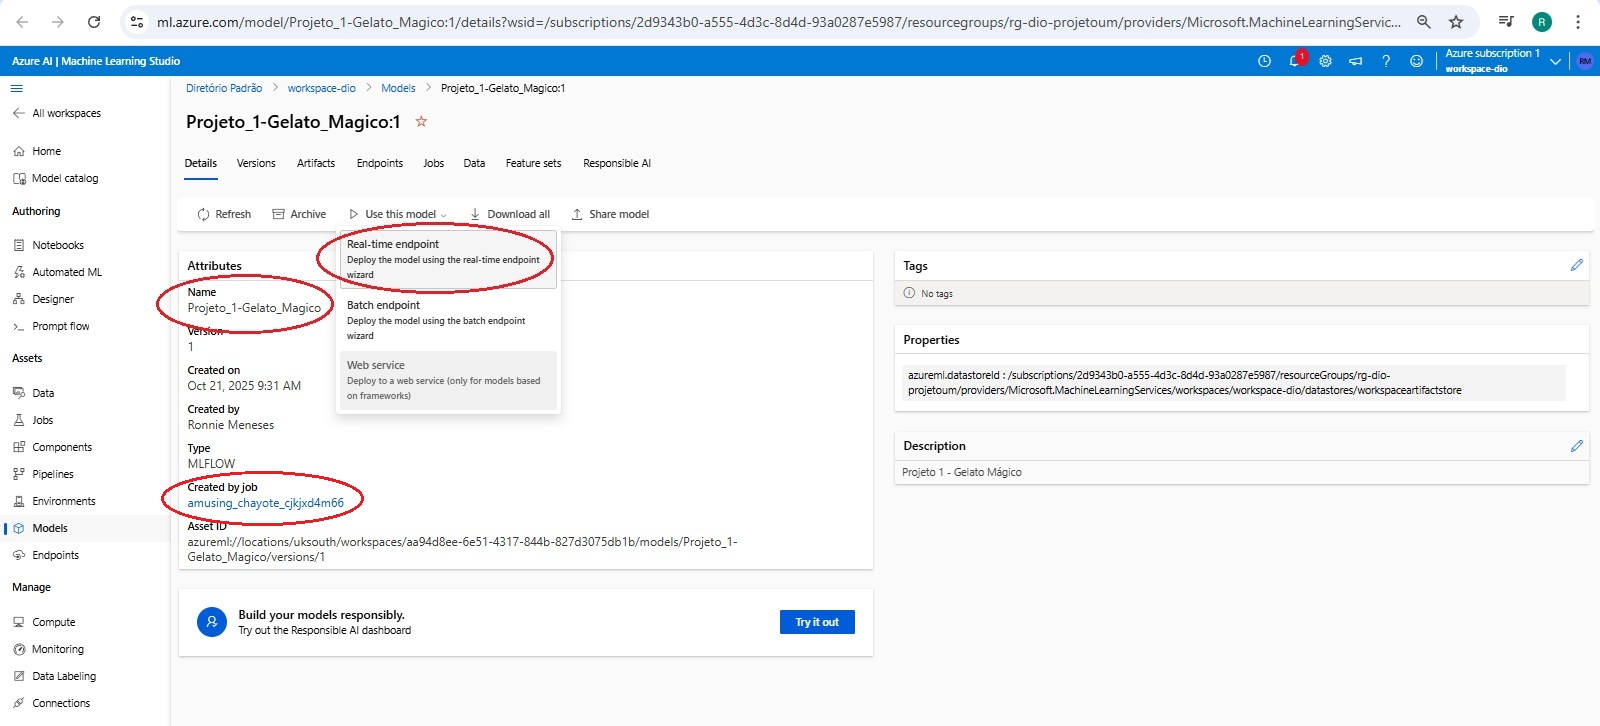 ml.azure.com/model/Projeto_1-Gelato_Magico:1/details?wsid=/subscriptions/2d9343b0-a555-4d3c-8d4d-93a0287e5987/resourcegroups/rg-dio-projetoum/providers/Microsoft.MachineLearningServic...
R
Azure AI | Machine Learning Studio
1
Azure subscription 1
workspace-dio
RM
Diretório Padrão > workspace-dio > Models > Projeto_1-Gelato_Magico:1
All workspaces
Home
Model catalog
Authoring
Notebooks
Automated ML
Designer
Prompt flow
Assets
Data
Jobs
Components
Pipelines
Environments
Models
Endpoints
Manage
Compute
Monitoring
Data Labeling
Connections
Projeto_1-Gelato_Magico:1
Details Versions Artifacts Endpoints Jobs Data Feature sets Responsible AI
Refresh Archive Use this model Download all Share model
Real-time endpoint
Deploy the model using the real-time endpoint
wizard
Batch endpoint
Deploy the model using the batch endpoint
wizard
Web service
Deploy to a web service (only for models based
on frameworks)
Attributes
Name
Projeto_1-Gelato_Magico
Version
1
Created on
Oct 21, 2025 9:31 AM
Created by
Ronnie Meneses
Type
MLFLOW
Created by job
amusing_chayote_cjkjxd4m66
Asset ID
azureml://locations/uksouth/workspaces/aa94d8ee-6e51-4317-844b-827d3075db1b/models/Projeto_1-
Gelato_Magico/versions/1
Build your models responsibly.
Try out the Responsible AI dashboard
Try it out
Tags
No tags
Properties
azureml.datastoreId : /subscriptions/2d9343b0-a555-4d3c-8d4d-93a0287e5987/resourceGroups/rg-dio-
projetoum/providers/Microsoft.MachineLearningServices/workspaces/workspace-dio/datastores/workspaceartifactstore
Description
Projeto 1 - Gelato Mágico